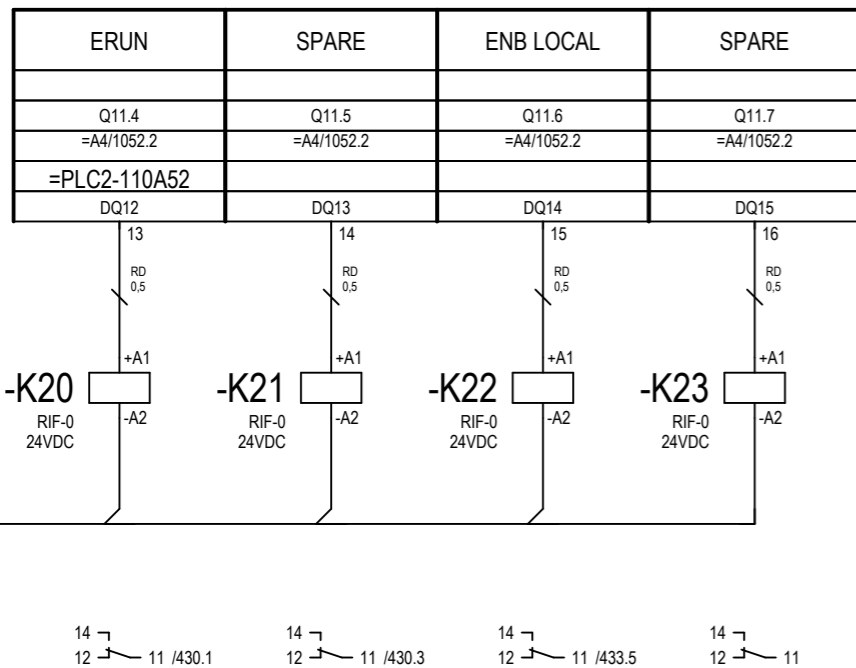 ERUN SPARE ENB LOCAL SPARE
Q11.4 Q11.5 Q11.6 Q11.7
=A4/1052.2 =A4/1052.2 =A4/1052.2 =A4/1052.2
=PLC2-110A52
DQ12 DQ13 DQ14 DQ15
13 14 15 16
RD RD RD RD
0,5 0,5 0,5 0,5
+A1 +A1 +A1 +A1
-K20 -K21 -K22 -K23
-A2 -A2 -A2 -A2
RIF-0 RIF-0 RIF-0 RIF-0
24VDC 24VDC 24VDC 24VDC
14 14 14 14
12 11 /430.1 12 11 /430.3 12 11 /433.5 12 11